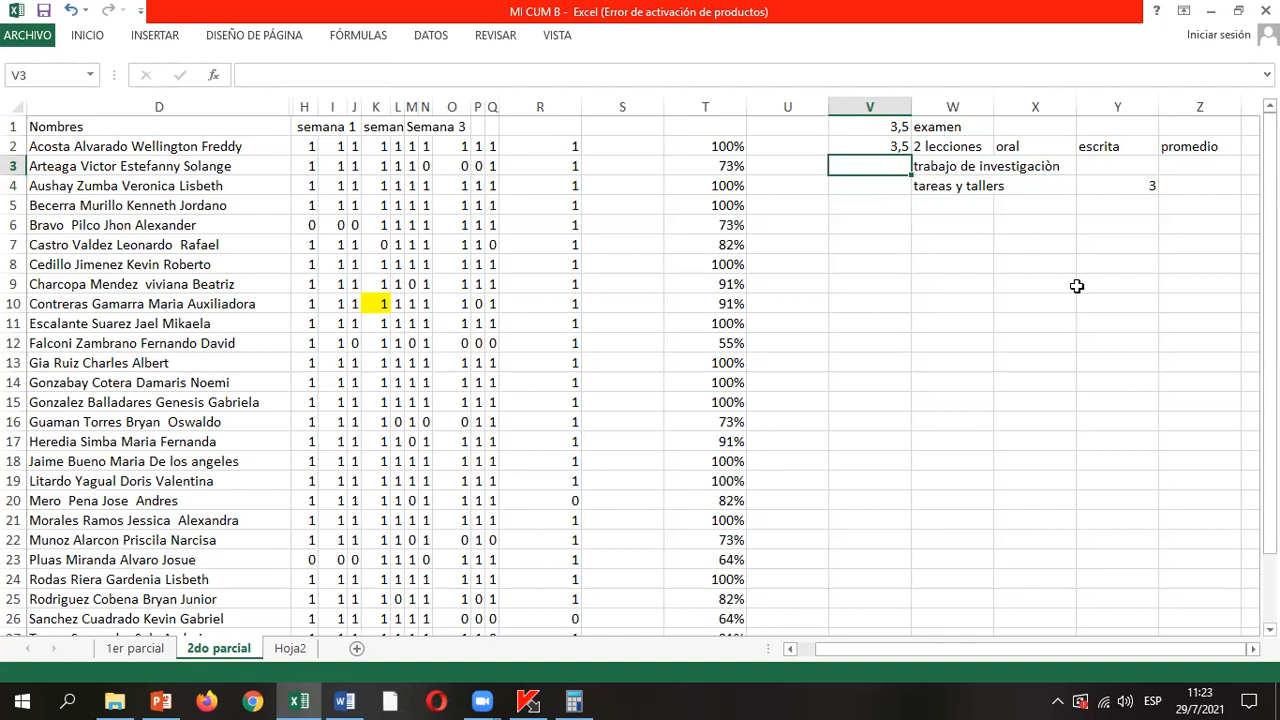 MI CUM B - Excel (Error de activación de productos)
ARCHIVO INICIO INSERTAR DISEÑO DE PÁGINA FÓRMULAS DATOS REVISAR VISTA Iniciar sesión
V3
D H I J K L M N O P Q R S T U V W X Y Z
1 Nombres semana 1 seman Semana 3 3,5 examen
2 Acosta Alvarado Wellington Freddy 1 1 1 1 1 1 1 1 1 1 1 100% 3,5 2 lecciones oral escrita promedio
3 Arteaga Victor Estefanny Solange 1 1 1 1 1 1 0 0 0 1 1 73% trabajo de investigaciòn
4 Aushay Zumba Veronica Lisbeth 1 1 1 1 1 1 1 1 1 1 1 100% tareas y tallers 3
5 Becerra Murillo Kenneth Jordano 1 1 1 1 1 1 1 1 1 1 1 100%
6 Bravo Pilco Jhon Alexander 0 0 0 1 1 1 1 1 1 1 1 73%
7 Castro Valdez Leonardo Rafael 1 1 1 0 1 1 1 1 1 0 1 82%
8 Cedillo Jimenez Kevin Roberto 1 1 1 1 1 1 1 1 1 1 1 100%
9 Charcopa Mendez viviana Beatriz 1 1 1 1 1 0 1 1 1 1 1 91%
10 Contreras Gamarra Maria Auxiliadora 1 1 1 1 1 1 1 1 0 1 1 91%
11 Escalante Suarez Jael Mikaela 1 1 1 1 1 1 1 1 1 1 1 100%
12 Falconi Zambrano Fernando David 1 1 0 1 1 0 1 0 0 0 1 55%
13 Gia Ruiz Charles Albert 1 1 1 1 1 1 1 1 1 1 1 100%
14 Gonzabay Cotera Damaris Noemi 1 1 1 1 1 1 1 1 1 1 1 100%
15 Gonzalez Balladares Genesis Gabriela 1 1 1 1 1 1 1 1 1 1 1 100%
16 Guaman Torres Bryan Oswaldo 1 1 1 1 0 1 0 0 1 1 1 73%
17 Heredia Simba Maria Fernanda 1 1 1 1 1 0 1 1 1 1 1 91%
18 Jaime Bueno Maria De los angeles 1 1 1 1 1 1 1 1 1 1 1 100%
19 Litardo Yagual Doris Valentina 1 1 1 1 1 1 1 1 1 1 1 100%
20 Mero Pena Jose Andres 1 1 1 1 1 0 1 1 1 1 0 82%
21 Morales Ramos Jessica Alexandra 1 1 1 1 1 1 1 1 1 1 1 100%
22 Munoz Alarcon Priscila Narcisa 1 1 1 1 1 0 1 0 1 0 1 73%
23 Pluas Miranda Alvaro Josue 0 0 0 1 1 1 0 1 1 1 1 64%
24 Rodas Riera Gardenia Lisbeth 1 1 1 1 1 1 1 1 1 1 1 100%
25 Rodriguez Cobena Bryan Junior 1 1 1 1 0 1 1 1 0 1 1 82%
26 Sanchez Cuadrado Kevin Gabriel 1 1 1 1 1 1 1 0 0 0 0 64%
1er parcial 2do parcial Hoja2
ESP
11:23
29/7/2021